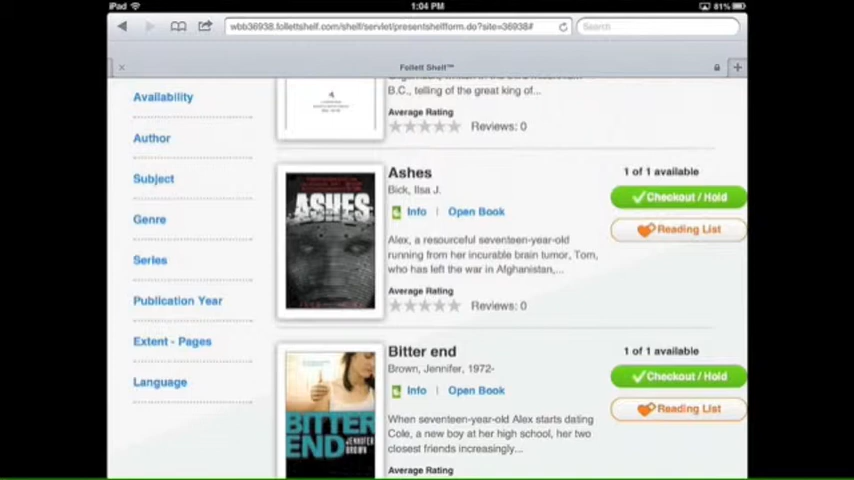 iPad
1:04 PM
81%
wbb36938.follettshelf.com/shelf/servlet/presentshelfform.do?site=36938#
Search
Follett Shelf™
B.C., telling of the great king of...
Average Rating
Reviews: 0
Availability
Author
Subject
Genre
Series
Publication Year
Extent - Pages
Language
ASHES
Ashes
Bick, Ilsa J.
Info | Open Book
Alex, a resourceful seventeen-year-old
running from her incurable brain tumor, Tom,
who has left the war in Afghanistan,...
Average Rating
Reviews: 0
1 of 1 available
Checkout / Hold
Reading List
BITTER
END
JENNIFER
BROWN
Bitter end
Brown, Jennifer, 1972-
Info | Open Book
When seventeen-year-old Alex starts dating
Cole, a new boy at her high school, her two
closest friends increasingly...
Average Rating
1 of 1 available
Checkout / Hold
Reading List